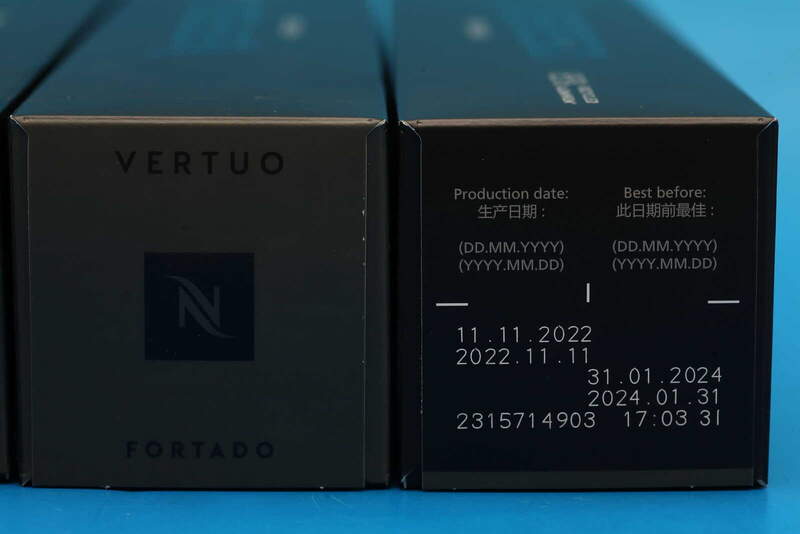 VERTUO
N
FORTADO
Production date:
生产日期：
Best before:
此日期前最佳：
(DD.MM.YYYY)
(YYYY.MM.DD)
(DD.MM.YYYY)
(YYYY.MM.DD)
11.11.2022
2022.11.11
31.01.2024
2024.01.31
2315714903 17:03 31